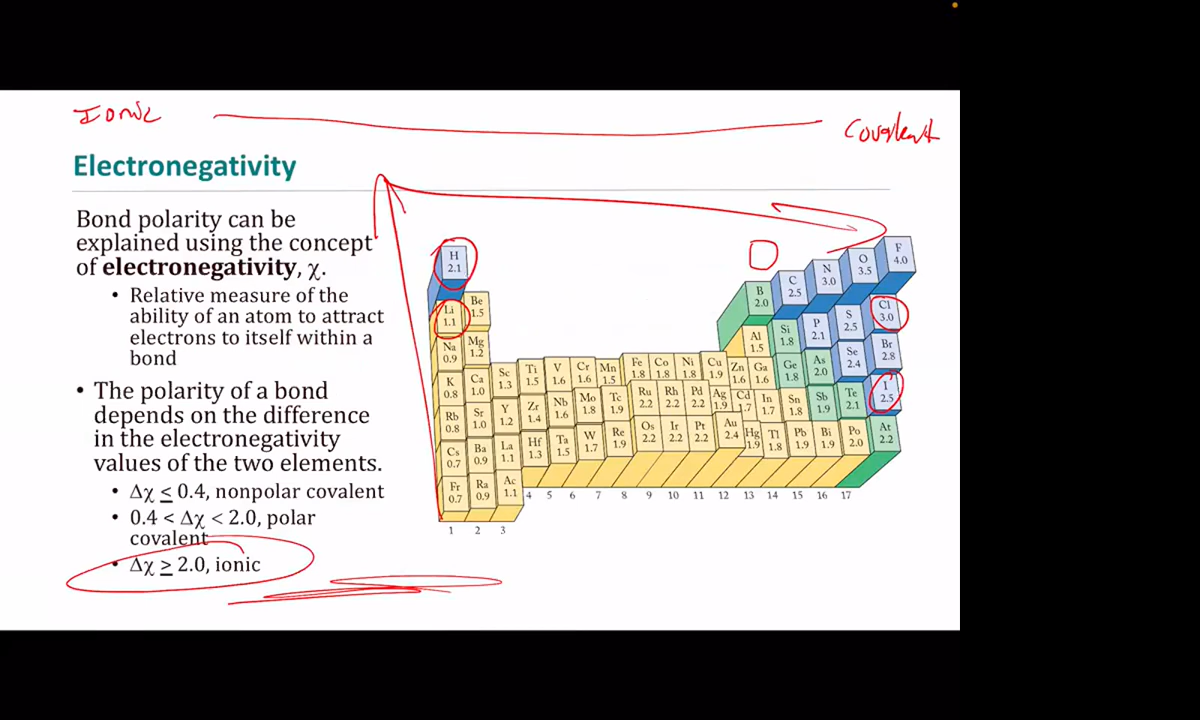 Ionic
Covalent
Electronegativity
Bond polarity can be
explained using the concept
of electronegativity, χ.
• Relative measure of the
ability of an atom to attract
electrons to itself within a
bond
• The polarity of a bond
depends on the difference
in the electronegativity
values of the two elements.
• Δχ ≤ 0.4, nonpolar covalent
• 0.4 < Δχ < 2.0, polar
covalent
• Δχ ≥ 2.0, ionic
H 2.1
B 2.0 C 2.5 N 3.0 O 3.5 F 4.0
Li 1.1 Be 1.5
Al 1.5 Si 1.8 P 2.1 S 2.5 Cl 3.0
Na 0.9 Mg 1.2
K 0.8 Ca 1.0 Sc 1.3 Ti 1.5 V 1.6 Cr 1.6 Mn 1.5 Fe 1.8 Co 1.8 Ni 1.8 Cu 1.9 Zn 1.6 Ga 1.6 Ge 1.8 As 2.0 Se 2.4 Br 2.8
Rb 0.8 Sr 1.0 Y 1.2 Zr 1.4 Nb 1.6 Mo 1.8 Tc 1.9 Ru 2.2 Rh 2.2 Pd 2.2 Ag 1.9 Cd 1.7 In 1.7 Sn 1.8 Sb 1.9 Te 2.1 I 2.5
Cs 0.7 Ba 0.9 La 1.1 Hf 1.3 Ta 1.5 W 1.7 Re 1.9 Os 2.2 Ir 2.2 Pt 2.2 Au 2.4 Hg 1.9 Tl 1.8 Pb 1.9 Bi 1.9 Po 2.0 At 2.2
Fr 0.7 Ra 0.9 Ac 1.1
4 5 6 7 8 9 10 11 12 13 14 15 16 17
1 2 3